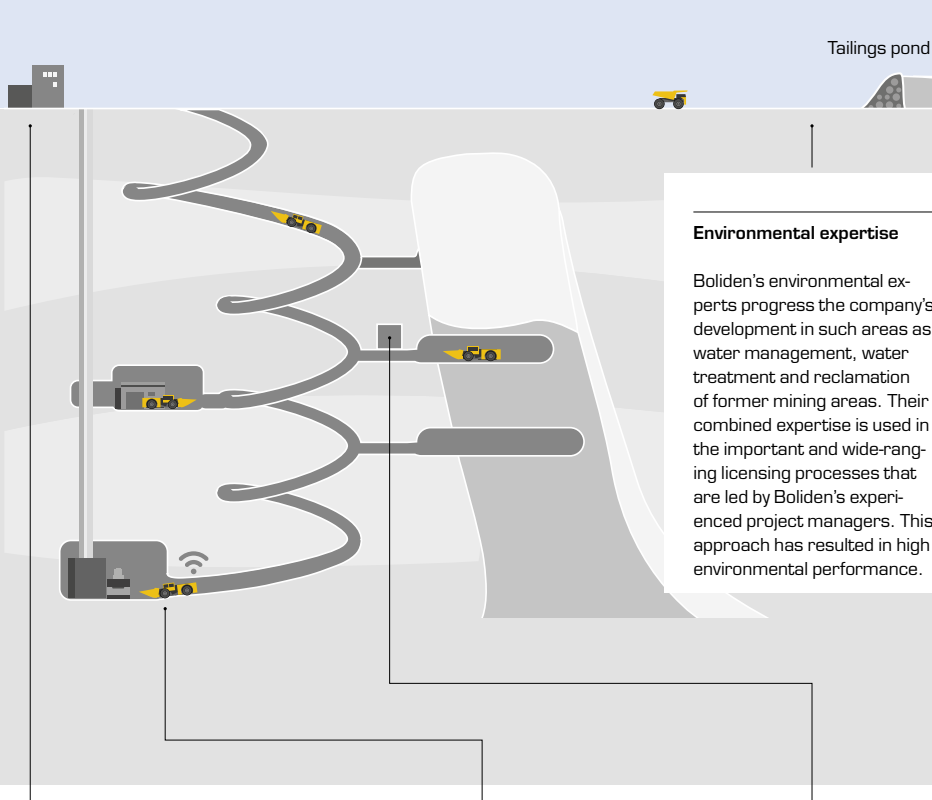 Tailings pond
Environmental expertise
Boliden’s environmental ex-
perts progress the company’s
development in such areas as
water management, water
treatment and reclamation
of former mining areas. Their
combined expertise is used in
the important and wide-rang-
ing licensing processes that
are led by Boliden’s experi-
enced project managers. This
approach has resulted in high
environmental performance.